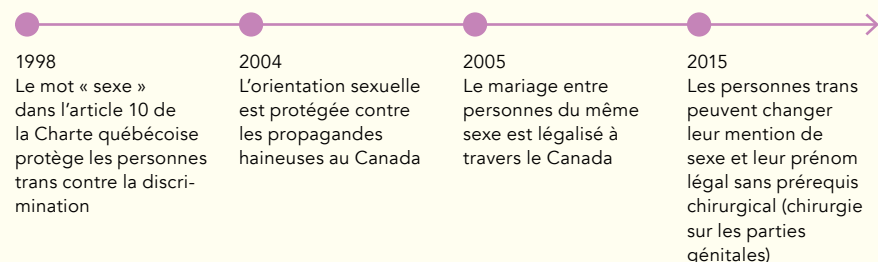 1998
Le mot « sexe »
dans l’article 10 de
la Charte québécoise
protège les personnes
trans contre la discri-
mination
2004
L’orientation sexuelle
est protégée contre
les propagandes
haineuses au Canada
2005
Le mariage entre
personnes du même
sexe est légalisé à
travers le Canada
2015
Les personnes trans
peuvent changer
leur mention de
sexe et leur prénom
légal sans prérequis
chirurgical (chirurgie
sur les parties
génitales)